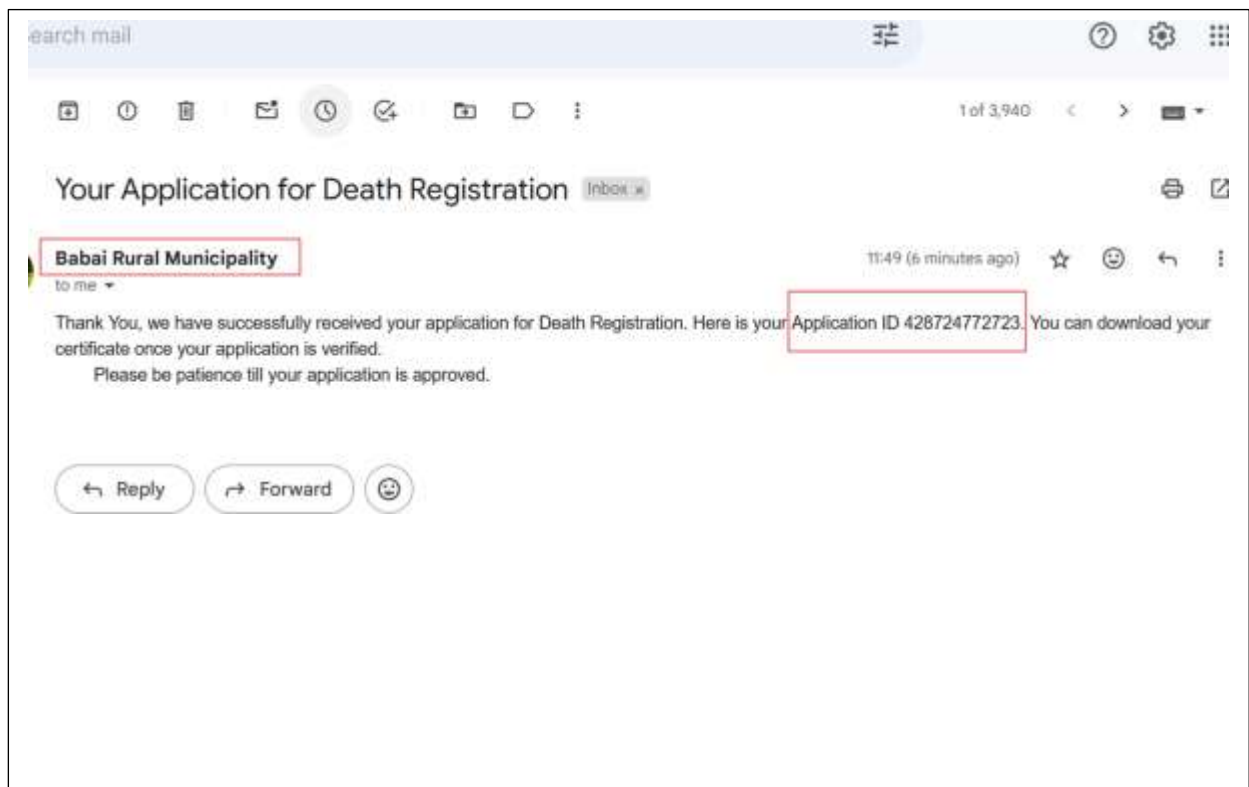 earch mail
1 of 3,940
Your Application for Death Registration Inbox x
Babai Rural Municipality
11:49 (6 minutes ago)
to me
Thank You, we have successfully received your application for Death Registration. Here is your Application ID 428724772723. You can download your
certificate once your application is verified.
Please be patience till your application is approved.
Reply
Forward